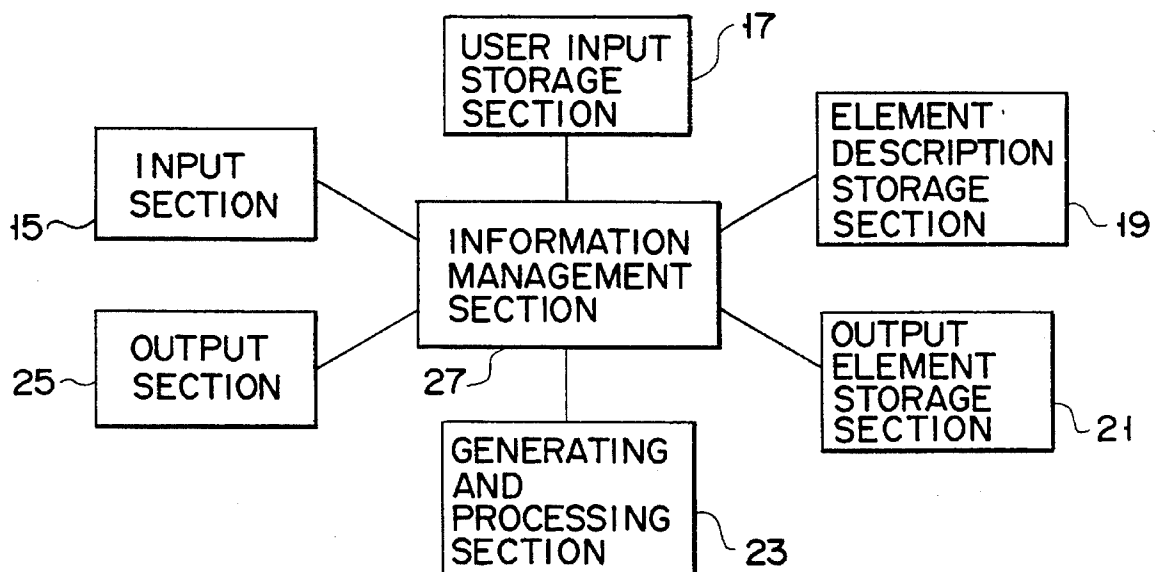 USER INPUT
STORAGE
SECTION
17
ELEMENT
DESCRIPTION
STORAGE
SECTION
19
INPUT
SECTION
15
INFORMATION
MANAGEMENT
SECTION
27
OUTPUT
SECTION
25
OUTPUT
ELEMENT
STORAGE
SECTION
21
GENERATING
AND
PROCESSING
SECTION
23